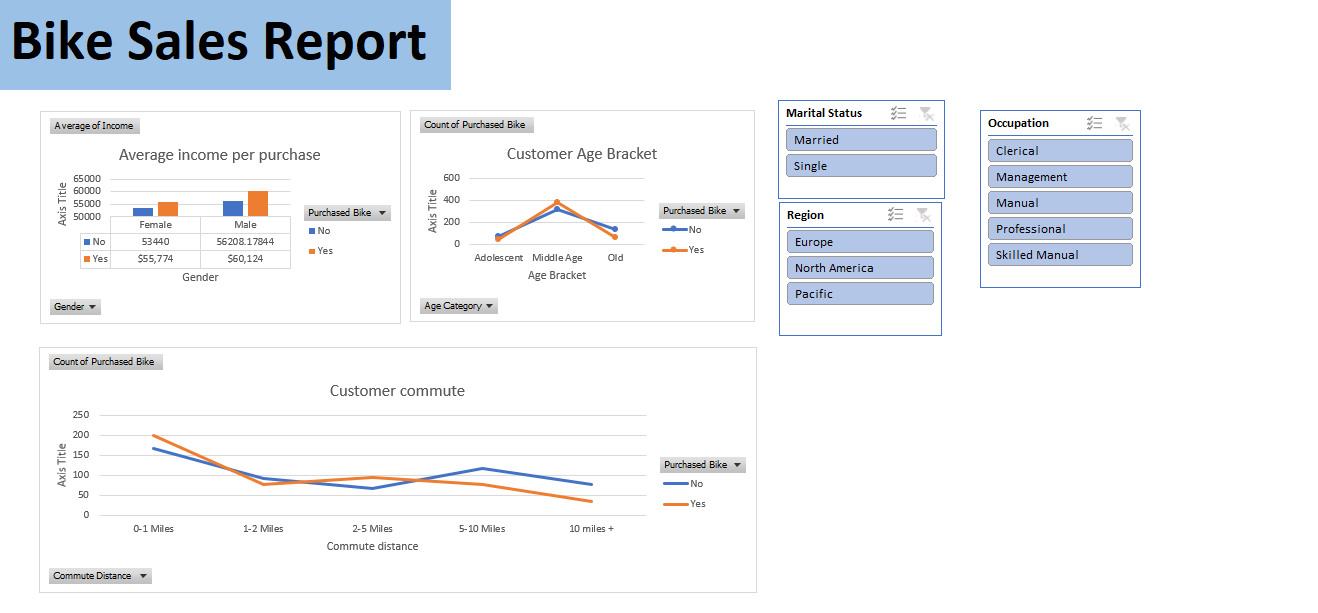 Bike Sales Report
Average of Income
Average income per purchase
Axis Title
65000
60000
55000
50000
Female Male
No 53440 56208.17844
Yes $55,774 $60,124
Gender
Purchased Bike
No
Yes
Gender
Count of Purchased Bike
Customer Age Bracket
Axis Title
600
400
200
0
Adolescent Middle Age Old
Age Bracket
Purchased Bike
No
Yes
Age Category
Marital Status
Married
Single
Region
Europe
North America
Pacific
Occupation
Clerical
Management
Manual
Professional
Skilled Manual
Count of Purchased Bike
Customer commute
Axis Title
250
200
150
100
50
0
0-1 Miles 1-2 Miles 2-5 Miles 5-10 Miles 10 miles +
Commute distance
Purchased Bike
No
Yes
Commute Distance